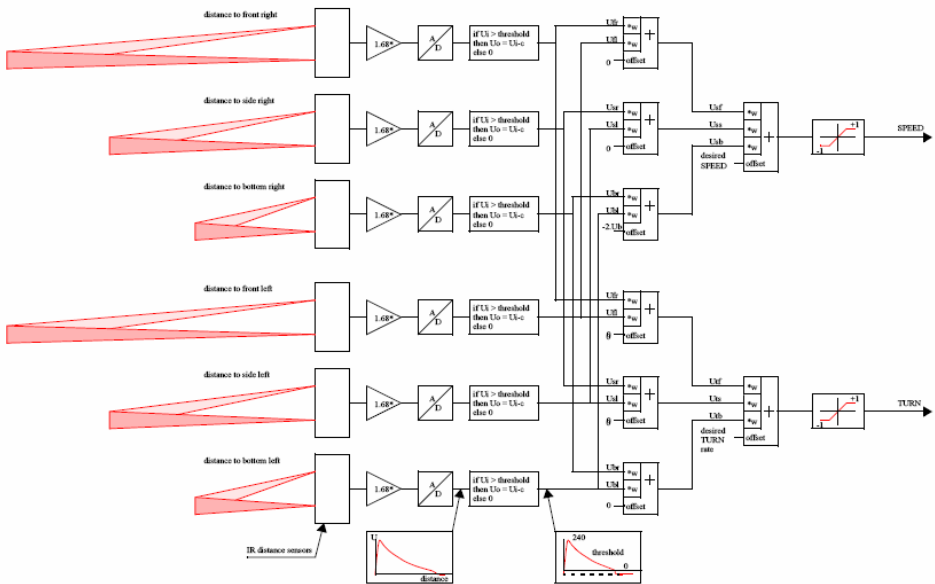 distance to front right
1.68*
A
D
if Ui > threshold
then Uo = Ui-c
else 0
Ufr
Ufl
0
*w
*w
offset
+
distance to side right
1.68*
A
D
if Ui > threshold
then Uo = Ui-c
else 0
Usr
Usl
0
*w
*w
offset
+
Usf
Uss
Usb
desired
SPEED
*w
*w
*w
offset
+
+1
-1
SPEED
distance to bottom right
1.68*
A
D
if Ui > threshold
then Uo = Ui-c
else 0
Ubr
Ubl
-2.Ub
*w
*w
offset
+
distance to front left
1.68*
A
D
if Ui > threshold
then Uo = Ui-c
else 0
Ufr
Ufl
0
*w
*w
offset
+
distance to side left
1.68*
A
D
if Ui > threshold
then Uo = Ui-c
else 0
Usr
Usl
0
*w
*w
offset
+
Utf
Uts
Utb
desired
TURN
rate
*w
*w
*w
offset
+
+1
-1
TURN
distance to bottom left
1.68*
A
D
if Ui > threshold
then Uo = Ui-c
else 0
Ubr
Ubl
0
*w
*w
offset
+
IR distance sensors
U
distance
240
threshold
0